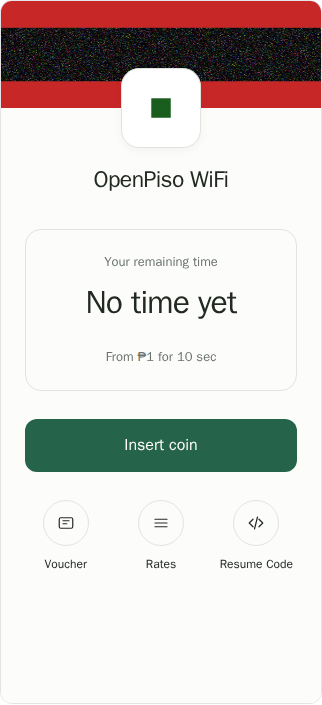 OpenPiso WiFi
Your remaining time
No time yet
From ₱1 for 10 sec
Insert coin
Voucher
Rates
Resume Code